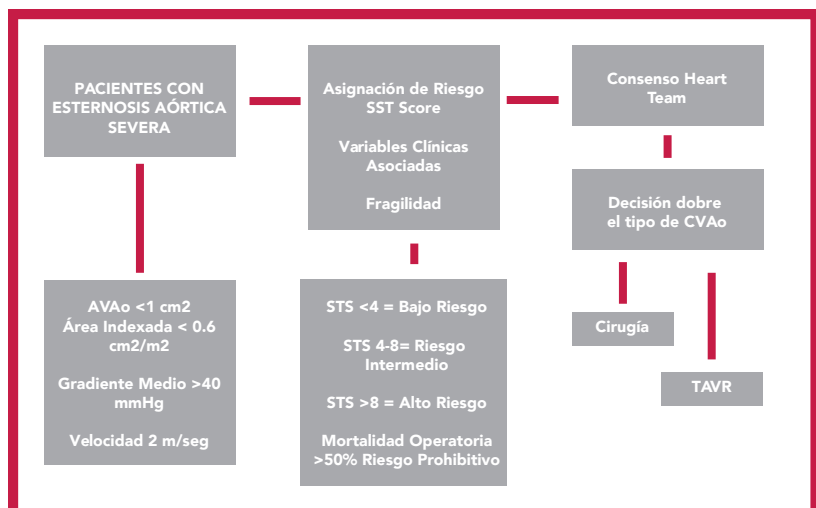 PACIENTES CON
ESTERNOSIS AÓRTICA
SEVERA
Asignación de Riesgo
SST Score
Variables Clínicas
Asociadas
Fragilidad
Consenso Heart
Team
Decisión dobre
el tipo de CVAo
AVAo <1 cm2
Área Indexada < 0.6
cm2/m2
Gradiente Medio >40
mmHg
Velocidad 2 m/seg
STS <4 = Bajo Riesgo
STS 4-8= Riesgo
Intermedio
STS >8 = Alto Riesgo
Mortalidad Operatoria
>50% Riesgo Prohibitivo
Cirugía
TAVR